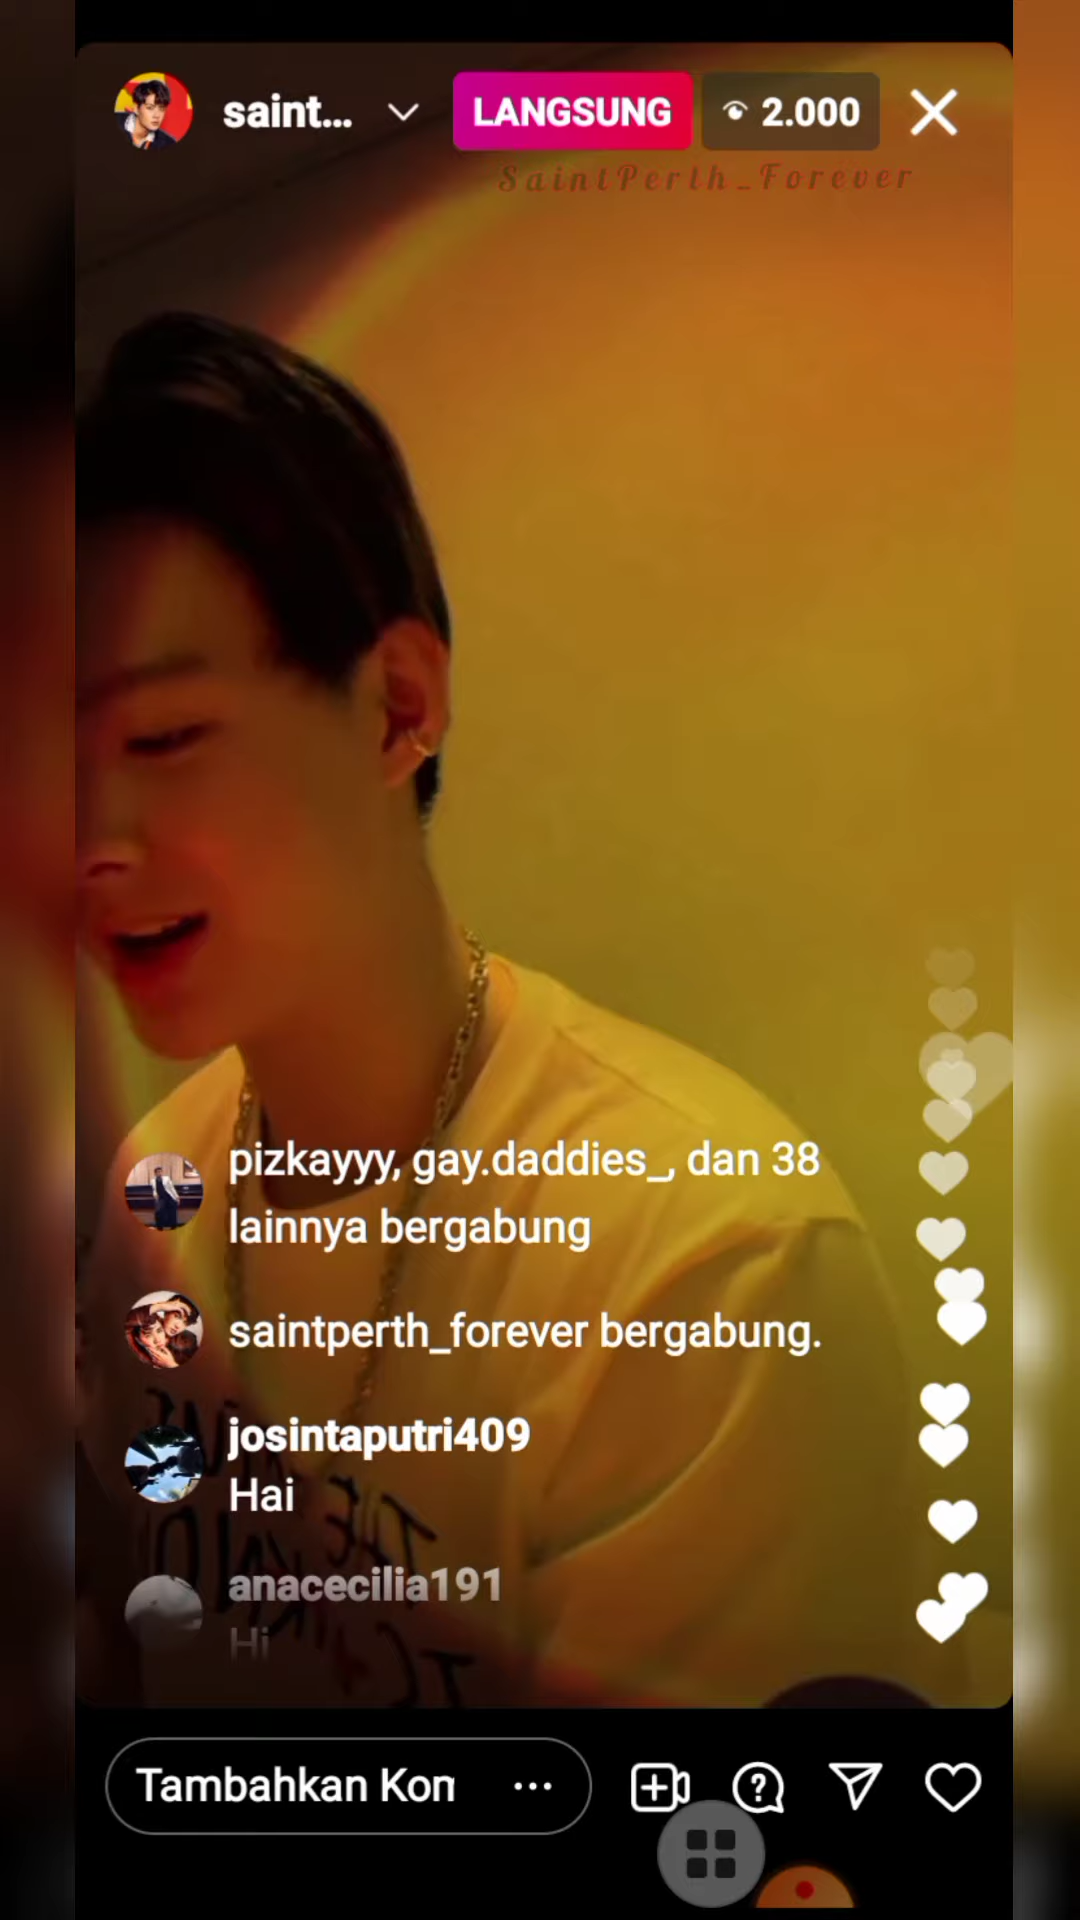 saint...
LANGSUNG
2.000
SaintPerth_Forever
pizkayyy, gay.daddies_, dan 38
lainnya bergabung
saintperth_forever bergabung.
josintaputri409
Hai
anacecilia191
Hi
Tambahkan Kom